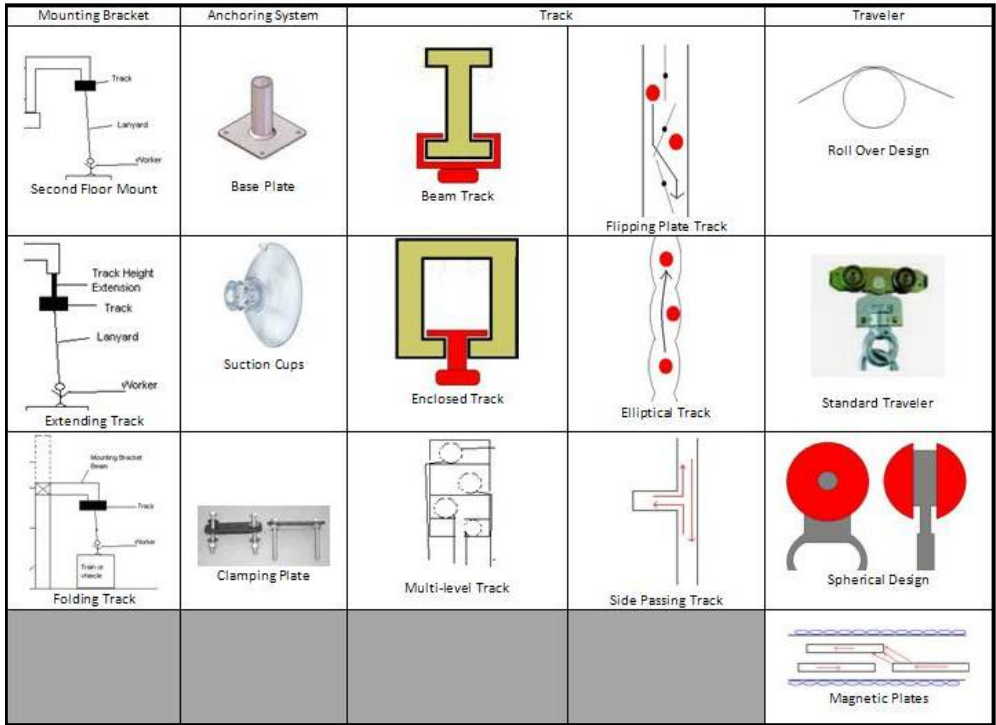 Mounting Bracket Anchoring System Track Traveler
Track
Lanyard
Worker
Second Floor Mount
Base Plate
Beam Track
Flipping Plate Track
Roll Over Design
Track Height
Extension
Track
Lanyard
Worker
Extending Track
Suction Cups
Enclosed Track
Elliptical Track
Standard Traveler
Mounting Bracket
Beam
Track
Worker
Train or
vehicle
Folding Track
Clamping Plate
Multi-level Track
Side Passing Track
Spherical Design
Magnetic Plates